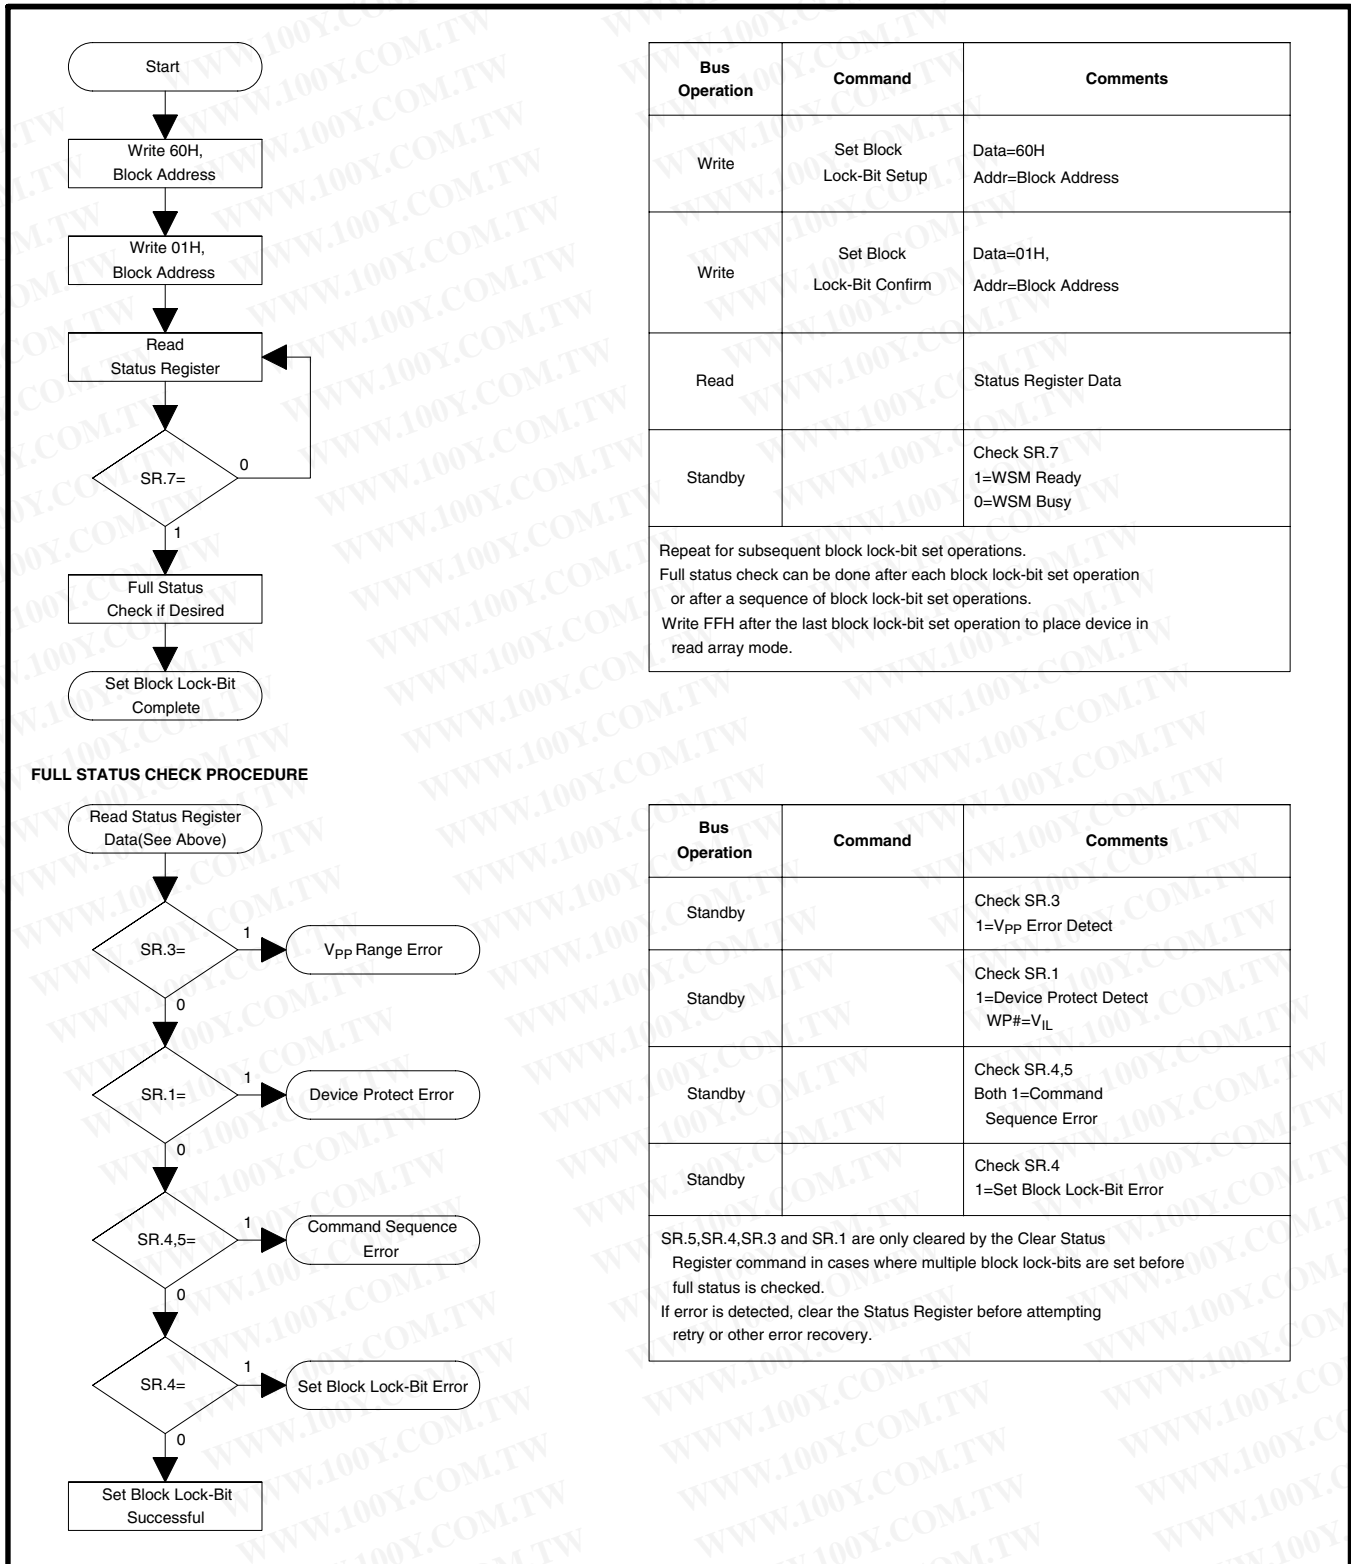 Start
Write 60H,
Block Address
Write 01H,
Block Address
Read
Status Register
SR.7=
0
1
Full Status
Check if Desired
Set Block Lock-Bit
Complete
Bus
Operation
Command
Comments
Write
Set Block
Lock-Bit Setup
Data=60H
Addr=Block Address
Write
Set Block
Lock-Bit Confirm
Data=01H,
Addr=Block Address
Read
Status Register Data
Standby
Check SR.7
1=WSM Ready
0=WSM Busy
Repeat for subsequent block lock-bit set operations.
Full status check can be done after each block lock-bit set operation
or after a sequence of block lock-bit set operations.
Write FFH after the last block lock-bit set operation to place device in
read array mode.
FULL STATUS CHECK PROCEDURE
Read Status Register
Data(See Above)
SR.3=
1
VPP Range Error
0
SR.1=
1
Device Protect Error
0
SR.4,5=
1
Command Sequence
Error
0
SR.4=
1
Set Block Lock-Bit Error
0
Set Block Lock-Bit
Successful
Bus
Operation
Command
Comments
Standby
Check SR.3
1=VPP Error Detect
Standby
Check SR.1
1=Device Protect Detect
WP#=VIL
Standby
Check SR.4,5
Both 1=Command
Sequence Error
Standby
Check SR.4
1=Set Block Lock-Bit Error
SR.5,SR.4,SR.3 and SR.1 are only cleared by the Clear Status
Register command in cases where multiple block lock-bits are set before
full status is checked.
If error is detected, clear the Status Register before attempting
retry or other error recovery.
WWW.100Y.COM.TW